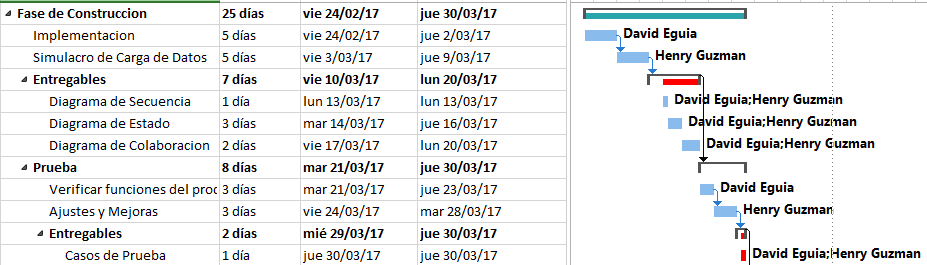 Fase de Construccion 25 días vie 24/02/17 jue 30/03/17
Implementacion 5 días vie 24/02/17 jue 2/03/17 David Eguia
Simulacro de Carga de Datos 5 días vie 3/03/17 jue 9/03/17 Henry Guzman
Entregables 7 días vie 10/03/17 lun 20/03/17
Diagrama de Secuencia 1 día lun 13/03/17 lun 13/03/17 David Eguia;Henry Guzman
Diagrama de Estado 3 días mar 14/03/17 jue 16/03/17 David Eguia;Henry Guzman
Diagrama de Colaboracion 2 días vie 17/03/17 lun 20/03/17 David Eguia;Henry Guzman
Prueba 8 días mar 21/03/17 jue 30/03/17
Verificar funciones del proc 3 días mar 21/03/17 jue 23/03/17 David Eguia
Ajustes y Mejoras 3 días vie 24/03/17 mar 28/03/17 Henry Guzman
Entregables 2 días mié 29/03/17 jue 30/03/17
Casos de Prueba 1 día jue 30/03/17 jue 30/03/17 David Eguia;Henry Guzman